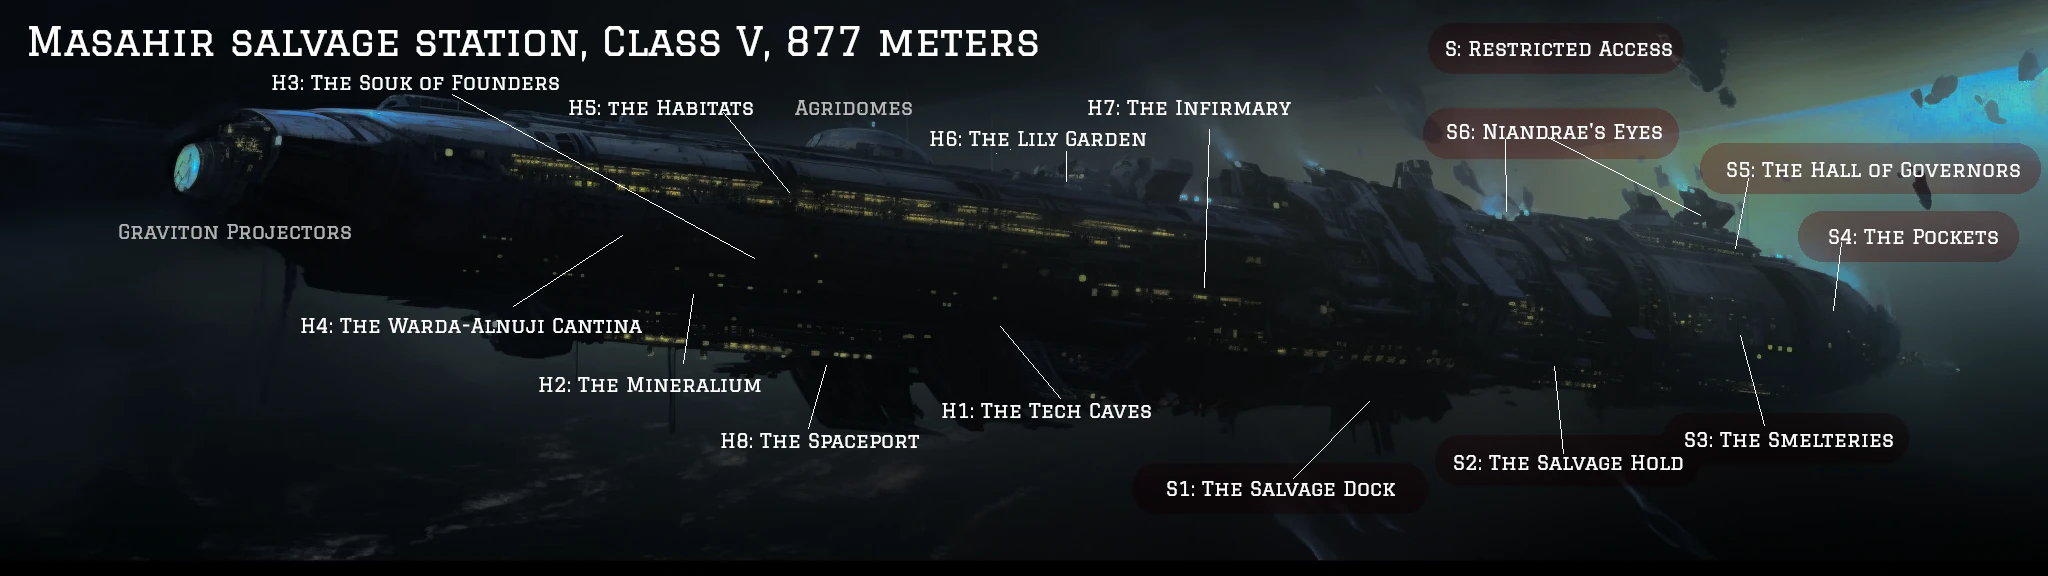 Masahir salvage station, Class V, 877 meters
S: Restricted Access
H3: The Souk of Founders
H5: the Habitats
Agridomes
H7: The Infirmary
H6: The Lily Garden
S6: Niandrae's Eyes
S5: The Hall of Governors
Graviton Projectors
S4: The Pockets
H4: The Warda-Alnuji Cantina
H2: The Mineralium
H1: The Tech Caves
H8: The Spaceport
S3: The Smelteries
S2: The Salvage Hold
S1: The Salvage Dock